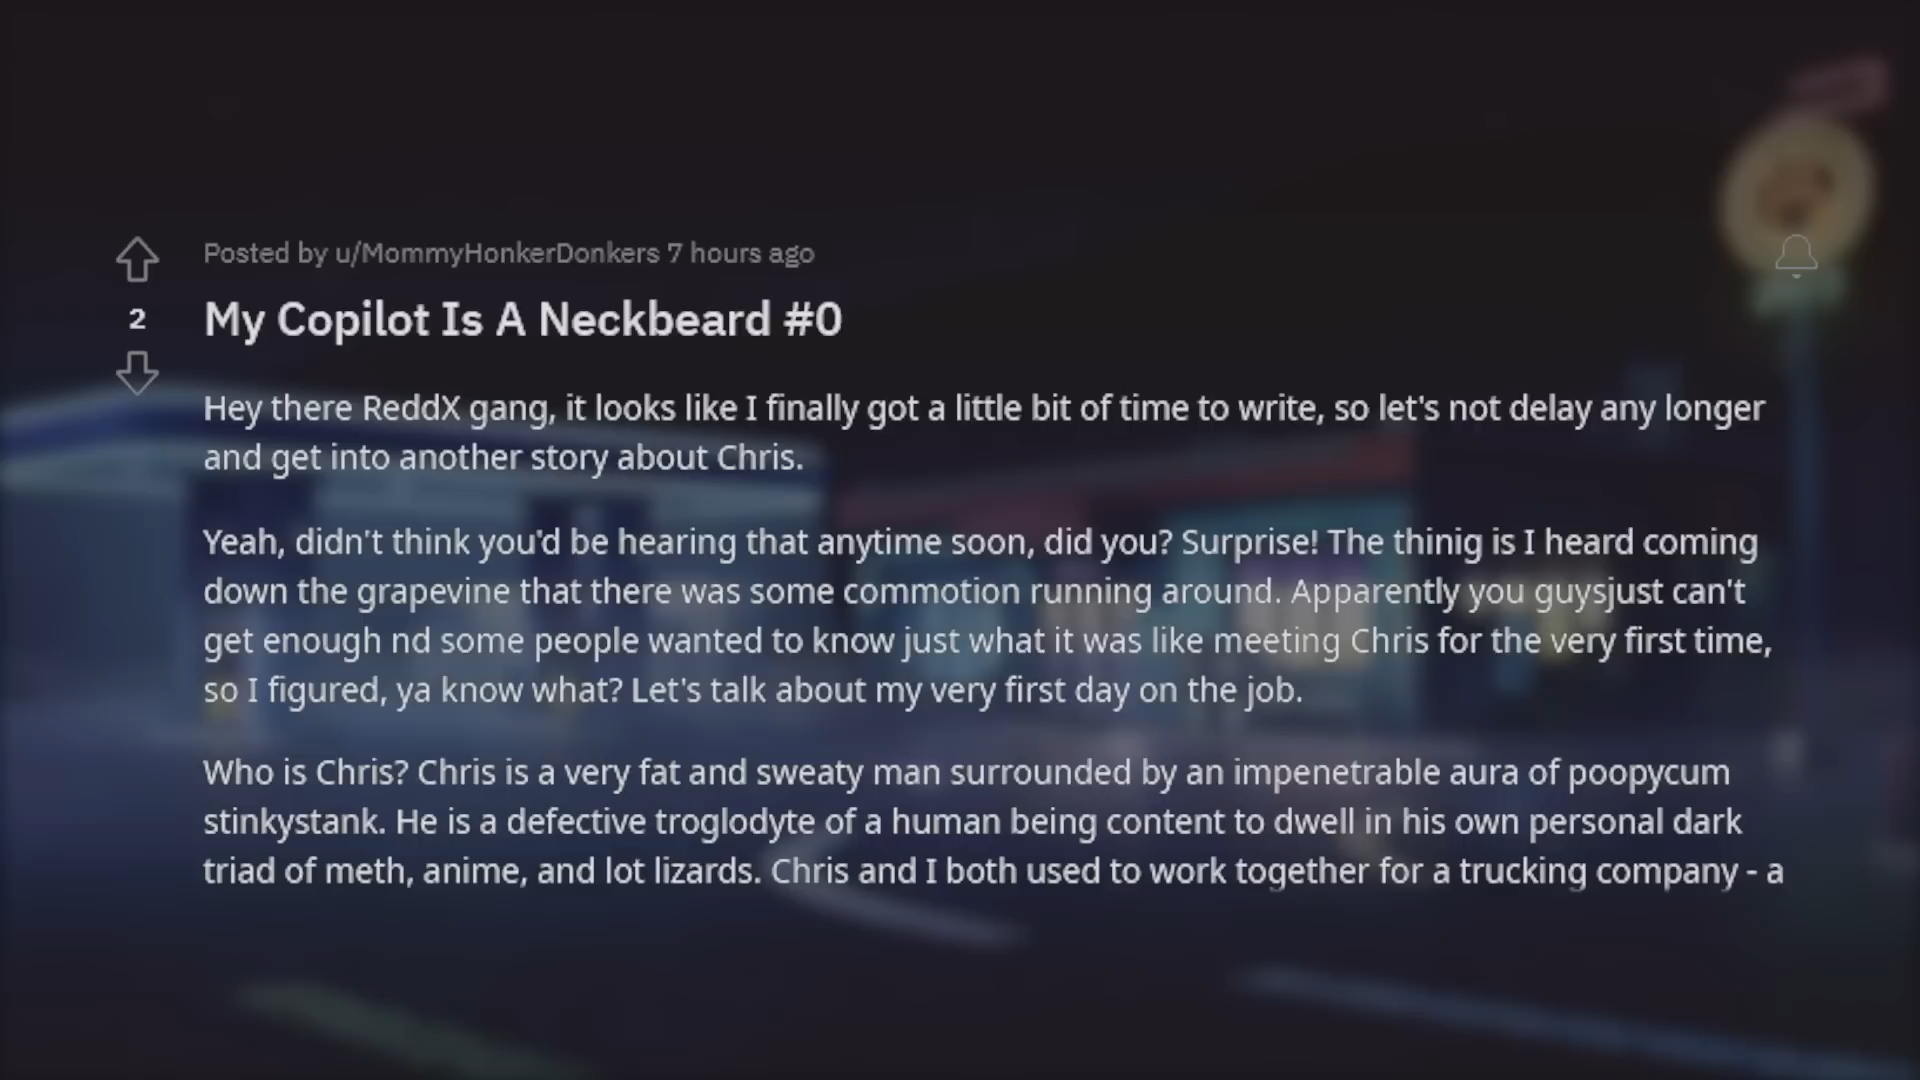 Posted by u/MommyHonkerDonkers 7 hours ago
2
My Copilot Is A Neckbeard #0
Hey there ReddX gang, it looks like I finally got a little bit of time to write, so let's not delay any longer
and get into another story about Chris.
Yeah, didn't think you'd be hearing that anytime soon, did you? Surprise! The thinig is I heard coming
down the grapevine that there was some commotion running around. Apparently you guysjust can't
get enough nd some people wanted to know just what it was like meeting Chris for the very first time,
so I figured, ya know what? Let's talk about my very first day on the job.
Who is Chris? Chris is a very fat and sweaty man surrounded by an impenetrable aura of poopycum
stinkystank. He is a defective troglodyte of a human being content to dwell in his own personal dark
triad of meth, anime, and lot lizards. Chris and I both used to work together for a trucking company - a